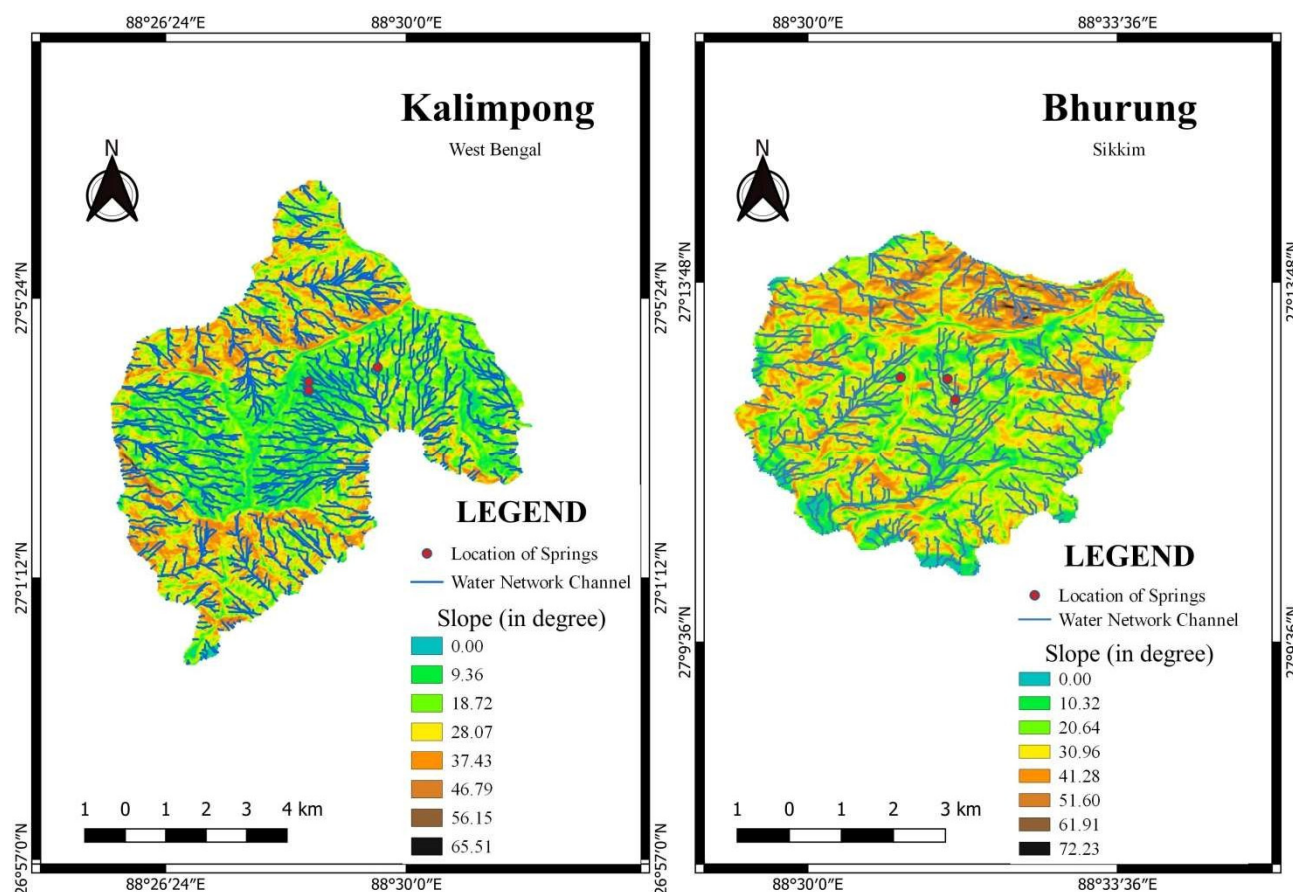 88°26′24″E
88°30′0″E
Kalimpong
West Bengal
N
27°5′24″N
27°5′24″N
27°1′12″N
27°1′12″N
26°57′0″N
26°57′0″N
LEGEND
Location of Springs
Water Network Channel
Slope (in degree)
0.00
9.36
18.72
28.07
37.43
46.79
56.15
65.51
1 0 1 2 3 4 km
88°26′24″E
88°30′0″E
88°30′0″E
88°33′36″E
Bhurung
Sikkim
N
27°13′48″N
27°13′48″N
27°9′36″N
27°9′36″N
LEGEND
Location of Springs
Water Network Channel
Slope (in degree)
0.00
10.32
20.64
30.96
41.28
51.60
61.91
72.23
1 0 1 2 3 km
88°30′0″E
88°33′36″E